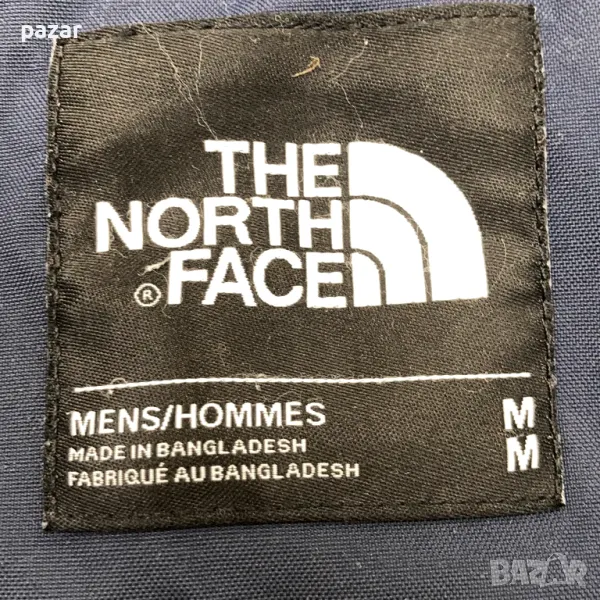 pazar
THE
NORTH
® FACE
MENS/HOMMES M
MADE IN BANGLADESH M
FABRIQUÉ AU BANGLADESH
BAZAR